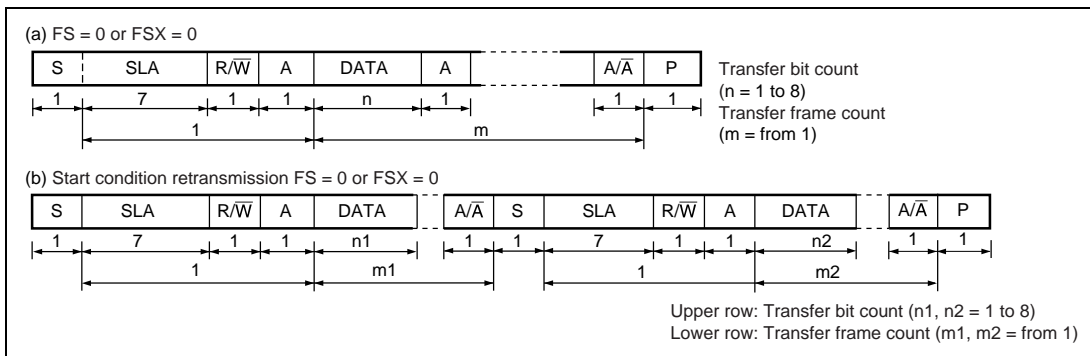 (a) FS = 0 or FSX = 0
S SLA R/W̅ A DATA A A/A̅ P
1 7 1 1 n 1 1 1
1 m
Transfer bit count
(n = 1 to 8)
Transfer frame count
(m = from 1)
(b) Start condition retransmission FS = 0 or FSX = 0
S SLA R/W̅ A DATA A/A̅ S SLA R/W̅ A DATA A/A̅ P
1 7 1 1 n1 1 1 7 1 1 n2 1 1
1 m1 1 m2
Upper row: Transfer bit count (n1, n2 = 1 to 8)
Lower row: Transfer frame count (m1, m2 = from 1)